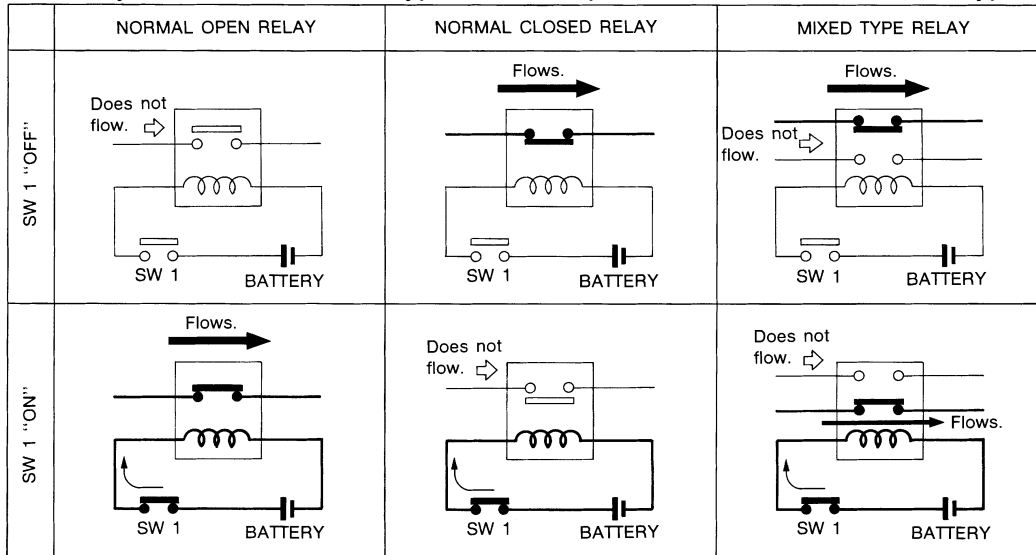 NORMAL OPEN RELAY
NORMAL CLOSED RELAY
MIXED TYPE RELAY
SW 1 "OFF"
Does not
flow.
SW 1
BATTERY
Flows.
SW 1
BATTERY
Flows.
Does not
flow.
SW 1
BATTERY
SW 1 "ON"
Flows.
SW 1
BATTERY
Does not
flow.
SW 1
BATTERY
Does not
flow.
Flows.
SW 1
BATTERY